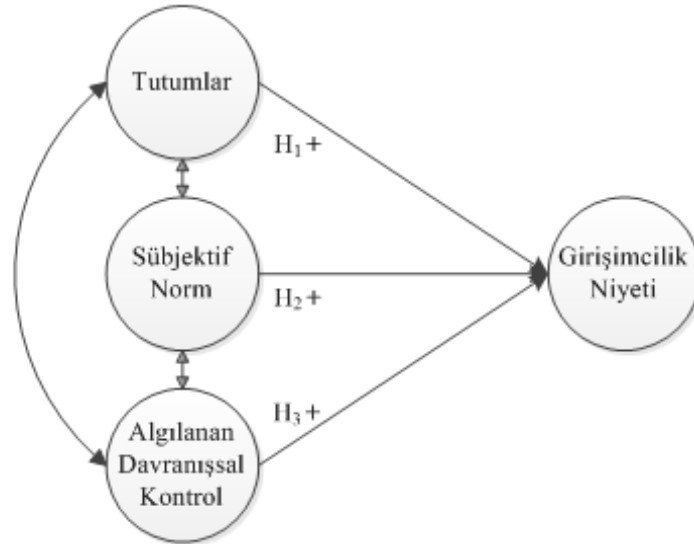 Tutumlar
H₁+
Sübjektif
Norm
H₂+
Girişimcilik
Niyeti
H₃+
Algılanan
Davranışsal
Kontrol